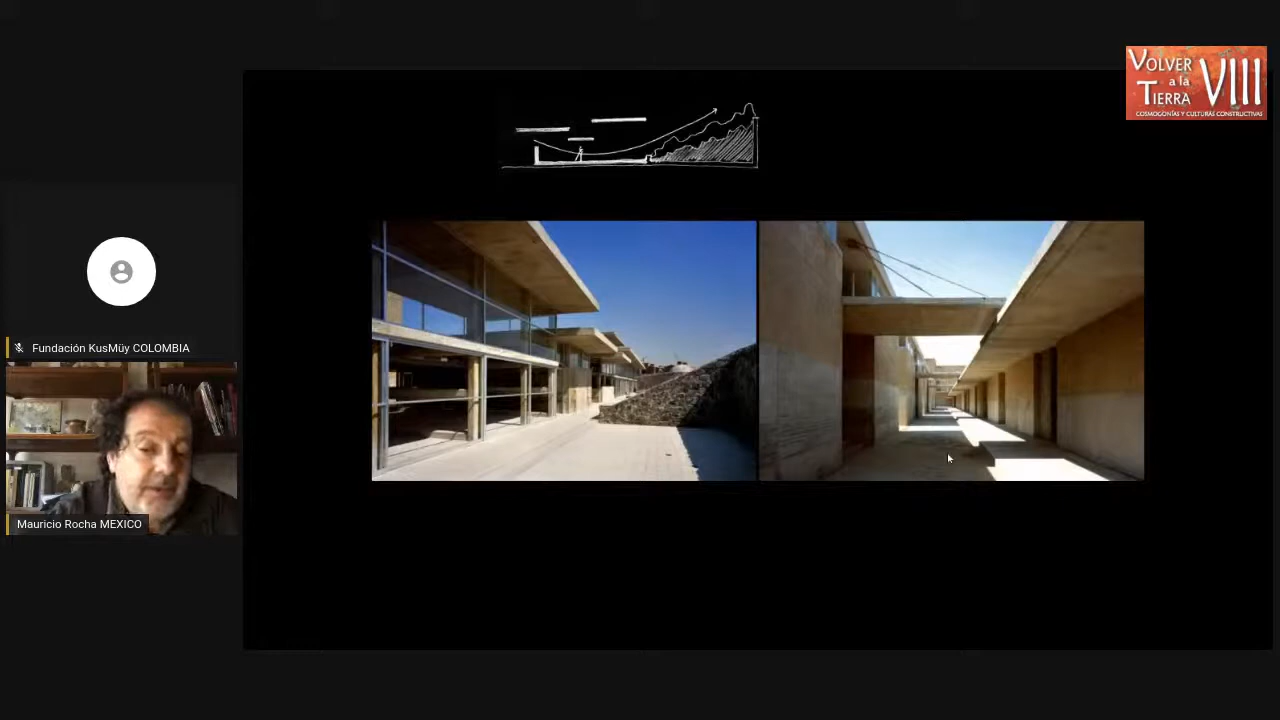 VOLVER
a la
TIERRA
VIII
COSMOGONÍAS Y CULTURAS CONSTRUCTIVAS
Fundación KusMüy COLOMBIA
Mauricio Rocha MEXICO